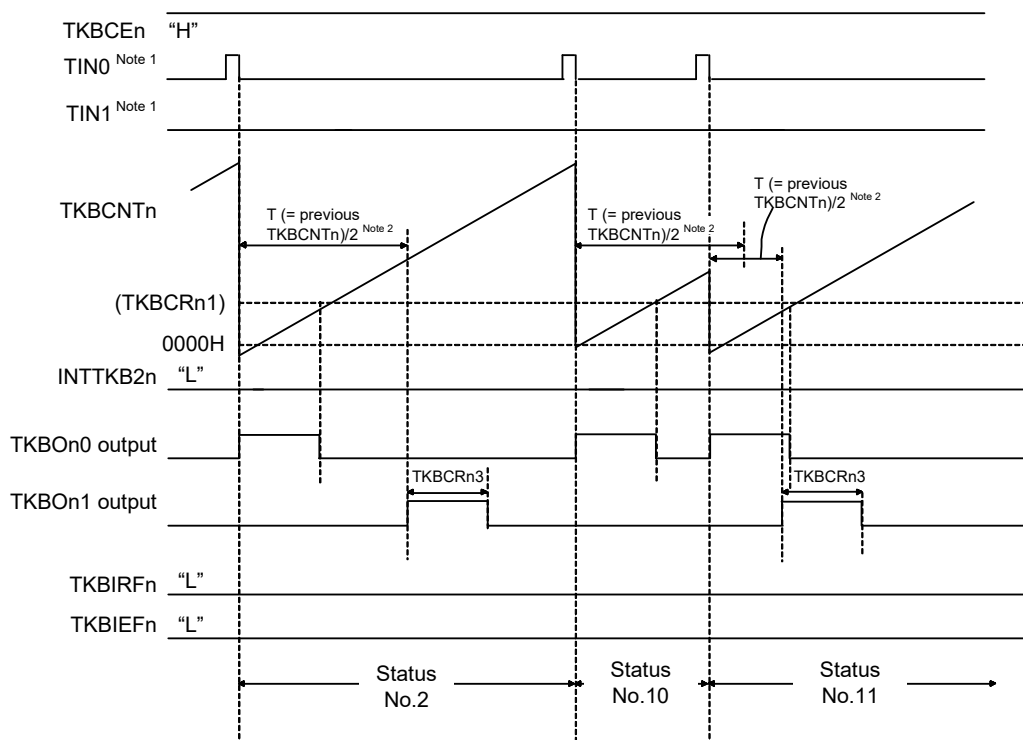 TKBCEn “H”
TIN0 Note 1
TIN1 Note 1
TKBCNTn
T (= previous
TKBCNTn)/2 Note 2
T (= previous
TKBCNTn)/2 Note 2
T (= previous
TKBCNTn)/2 Note 2
(TKBCRn1)
0000H
INTTKB2n “L”
TKBOn0 output
TKBCRn3
TKBCRn3
TKBOn1 output
TKBIRFn “L”
TKBIEFn “L”
Status
No.2
Status
No.10
Status
No.11